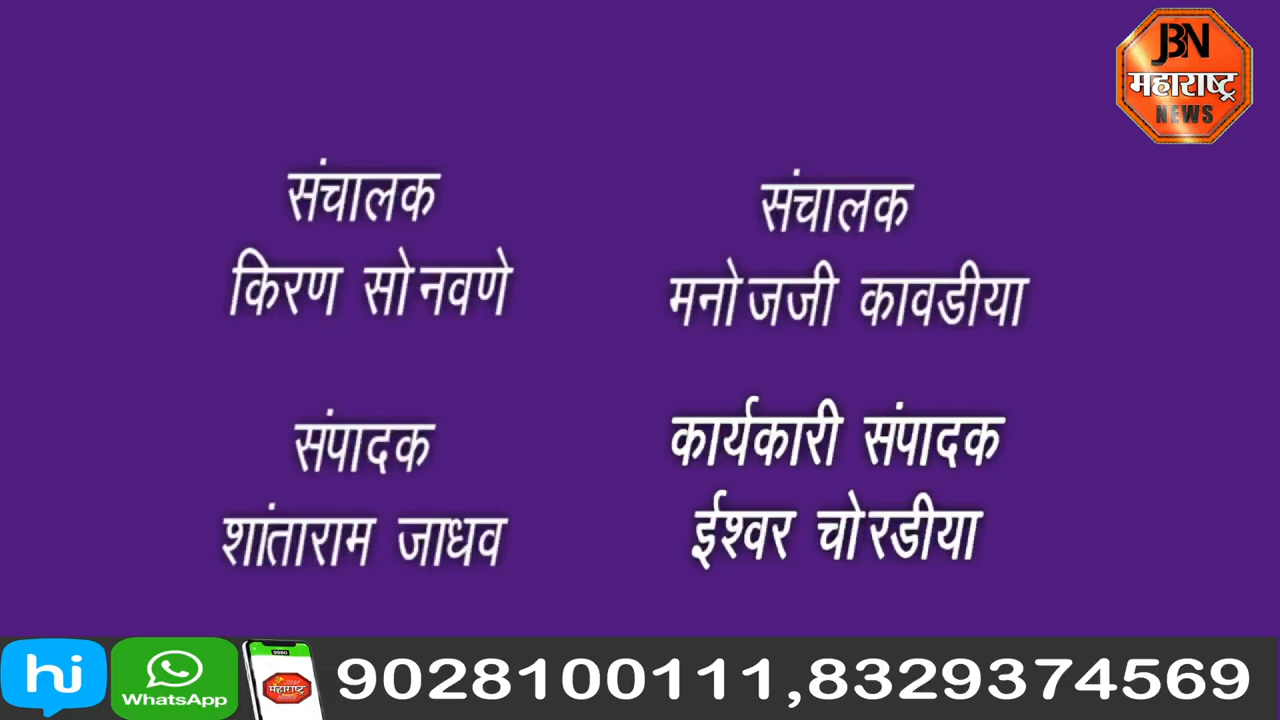 JBN
महाराष्ट्र
NEWS
संचालक
किरण सोनवणे
संचालक
मनोजजी कावडीया
संपादक
शांताराम जाधव
कार्यकारी संपादक
ईश्वर चोरडीया
hi
WhatsApp
महाराष्ट्र
9028100111,8329374569